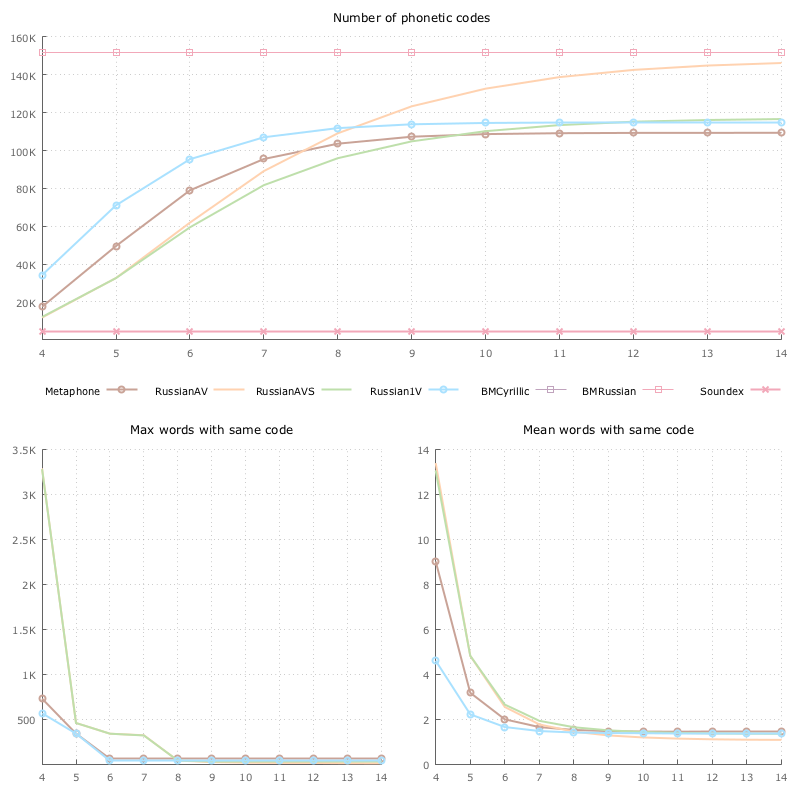 Number of phonetic codes
160K
140K
120K
100K
80K
60K
40K
20K
4 5 6 7 8 9 10 11 12 13 14
Metaphone RussianAV RussianAVS Russian1V BMCyrillic BMRussian Soundex
Max words with same code
3.5K
3K
2.5K
2K
1.5K
1K
500
4 5 6 7 8 9 10 11 12 13 14
Mean words with same code
14
12
10
8
6
4
2
0
4 5 6 7 8 9 10 11 12 13 14